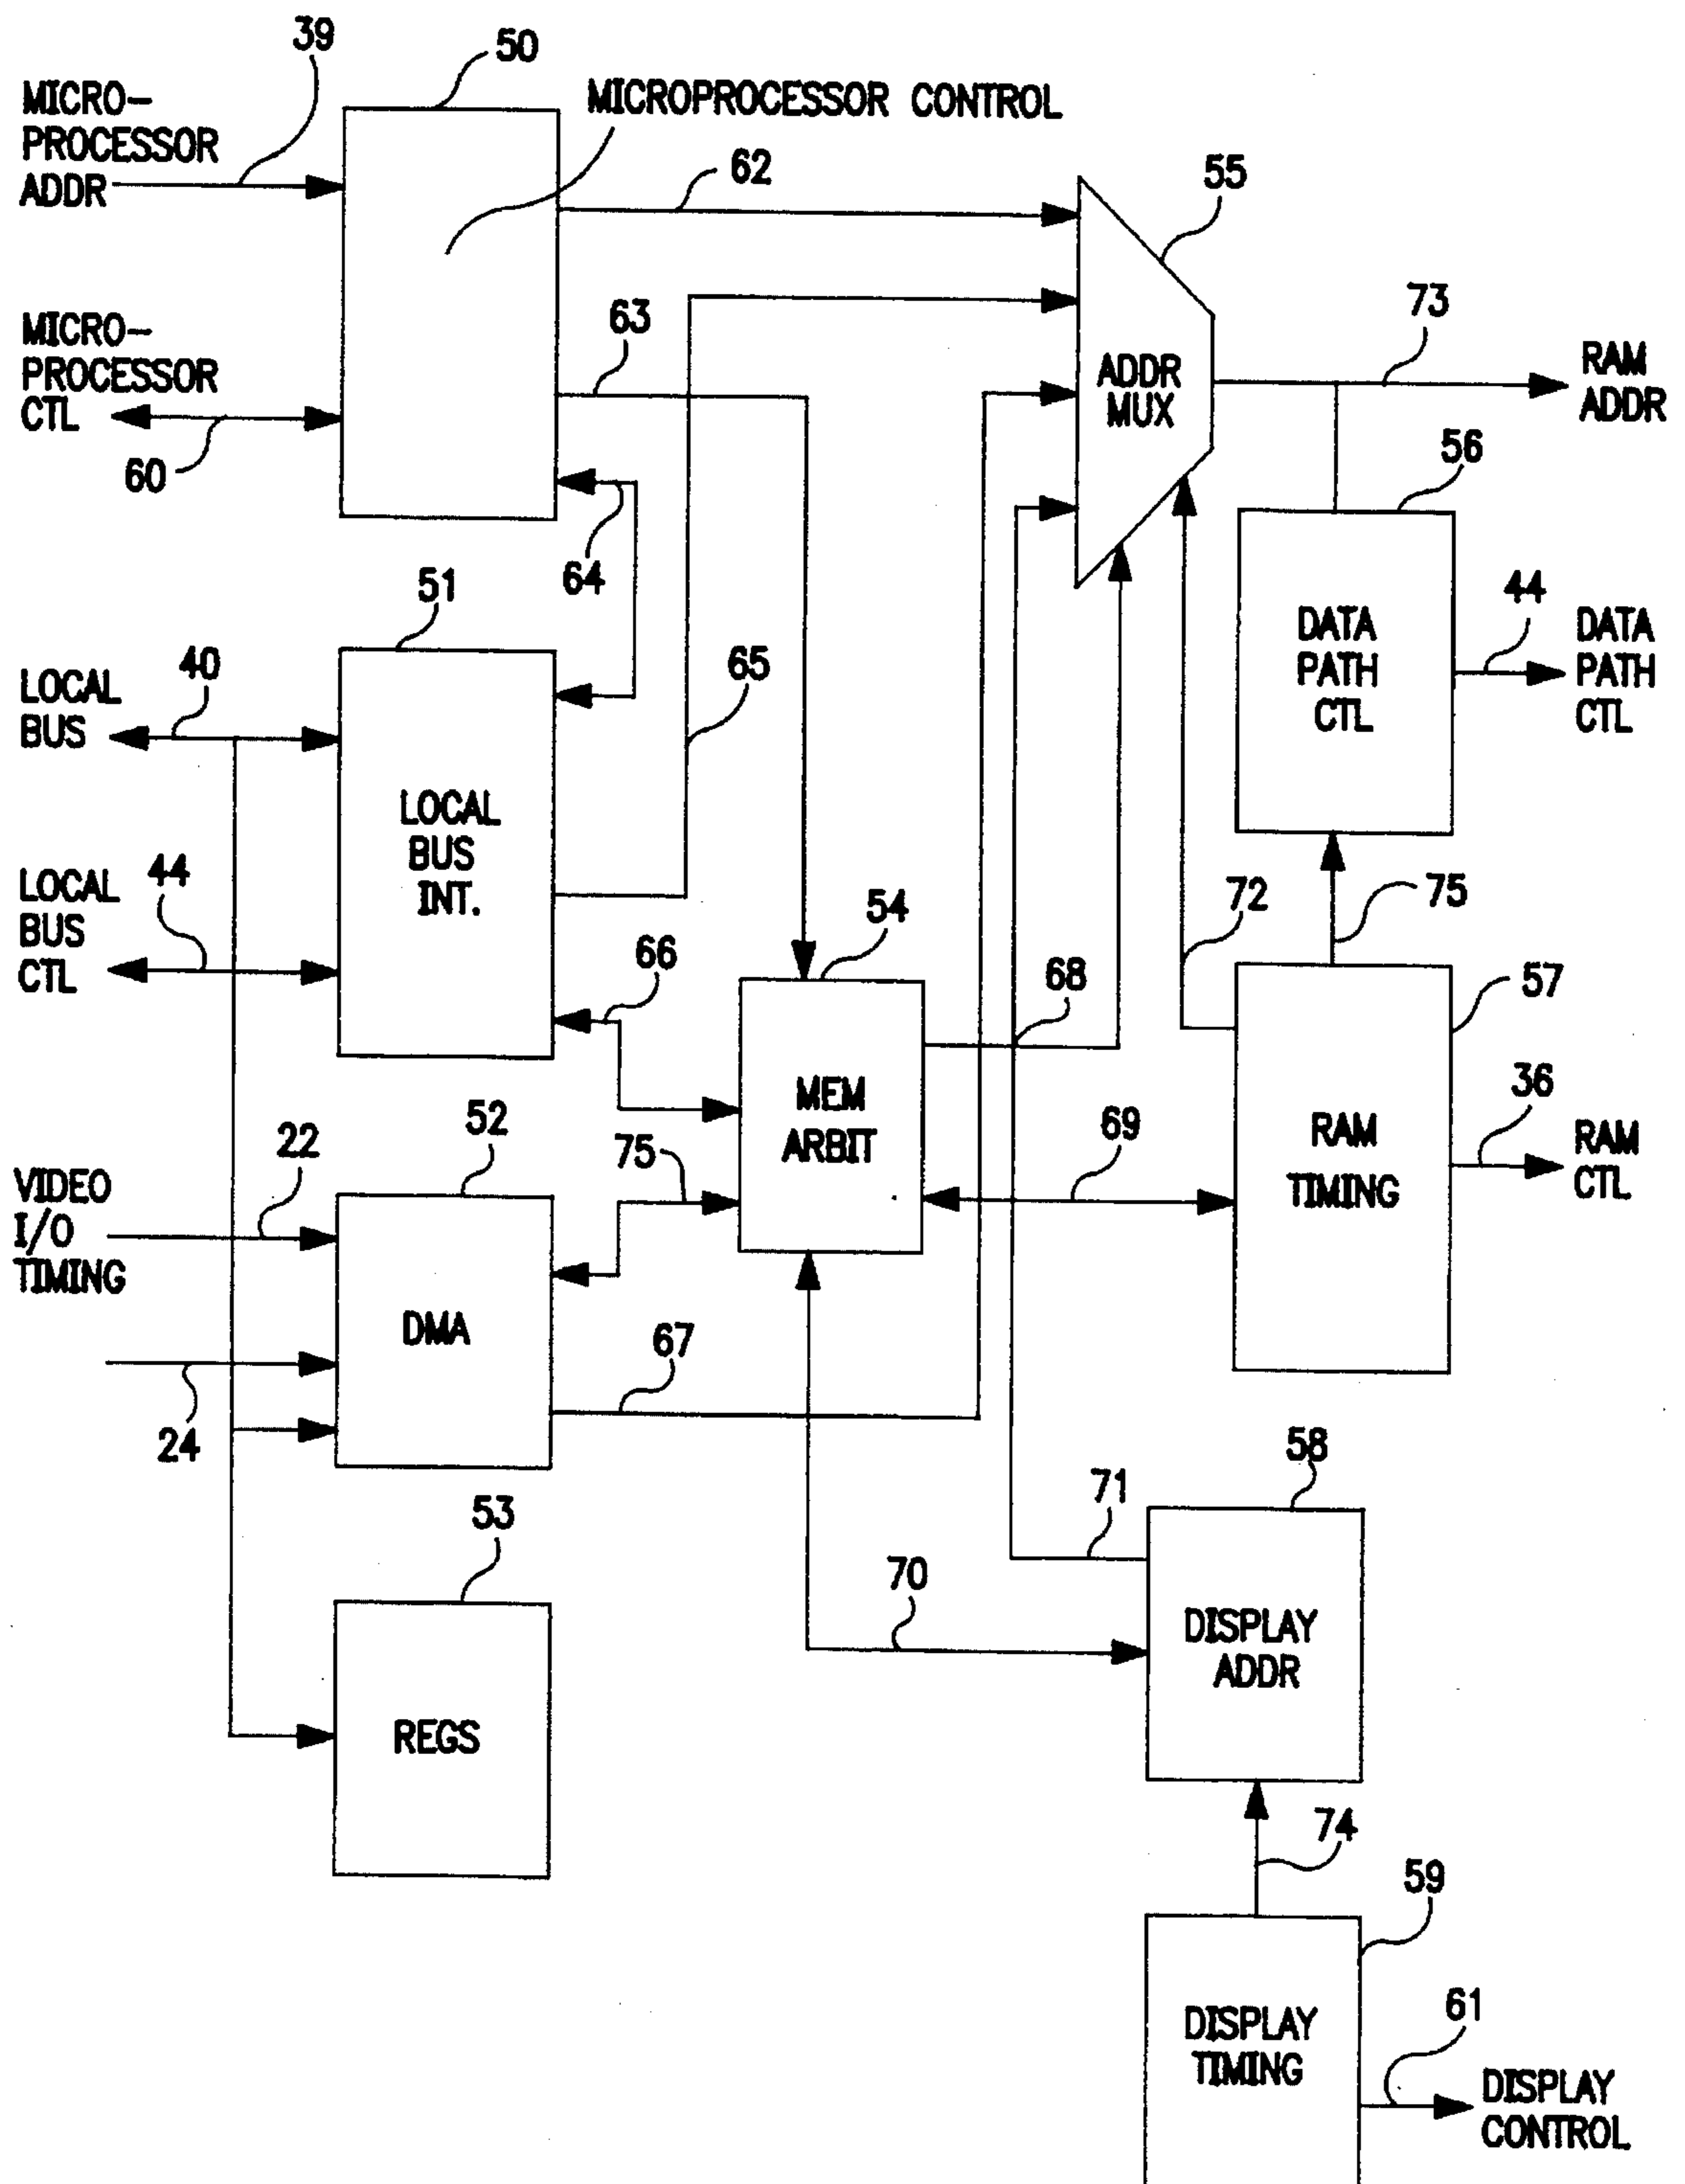 39
50
MICRO-
PROCESSOR
ADDR
MICROPROCESSOR CONTROL
62
55
MICRO-
PROCESSOR
CTL
60
63
64
ADDR
MUX
73
RAM
ADDR
56
51
LOCAL
BUS
40
65
DATA
PATH
CTL
44
DATA
PATH
CTL
LOCAL
BUS
INT.
LOCAL
BUS
CTL
44
66
54
68
72
75
57
52
VIDEO
I/O
TIMING
22
75
MEM
ARBIT
69
RAM
TIMING
36
RAM
CTL
DMA
24
67
58
71
53
70
DISPLAY
ADDR
REGS
74
59
DISPLAY
TIMING
61
DISPLAY
CONTROL